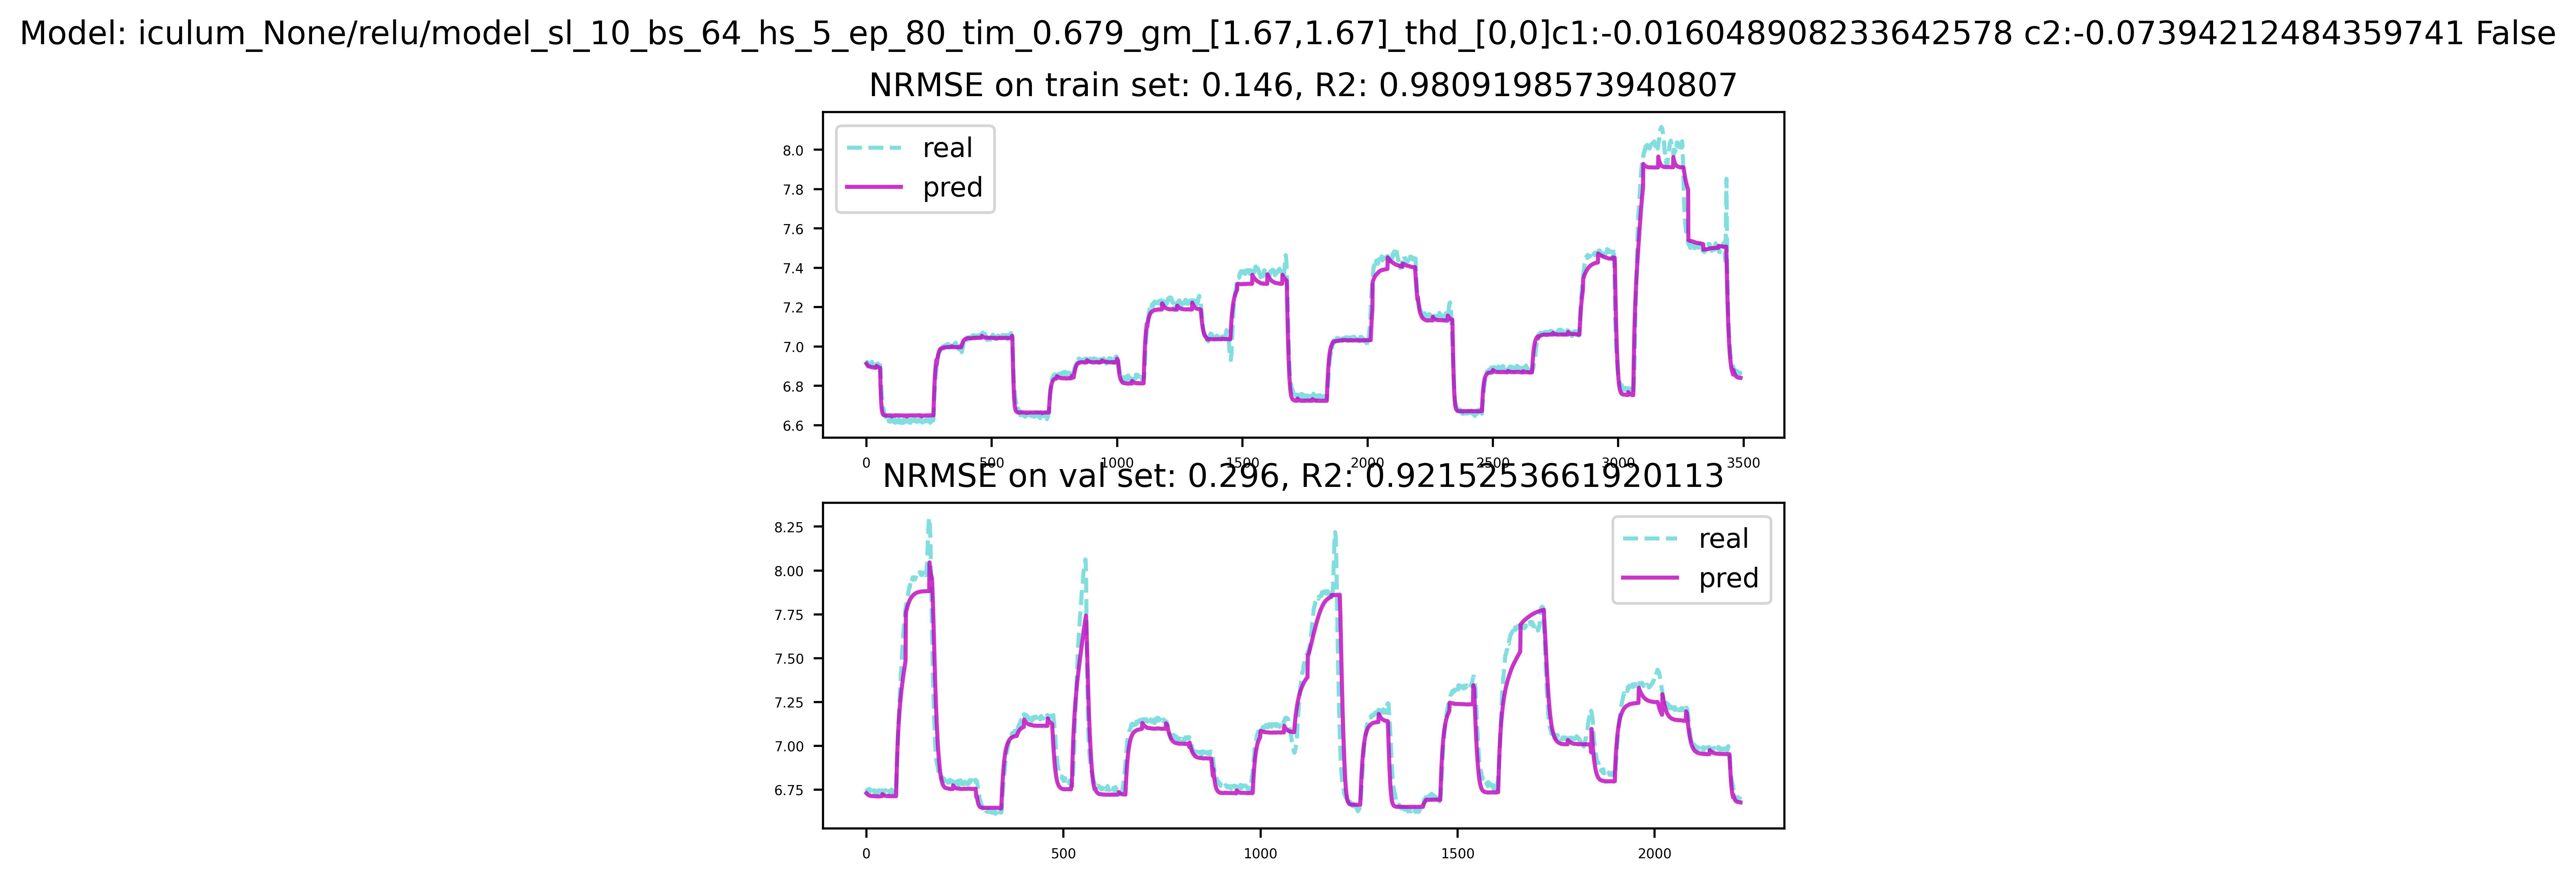 Model: iculum_None/relu/model_sl_10_bs_64_hs_5_ep_80_tim_0.679_gm_[1.67,1.67]_thd_[0,0]c1:-0.016048908233642578 c2:-0.07394212484359741 False
NRMSE on train set: 0.146, R2: 0.9809198573940807
real
pred
8.0
7.8
7.6
7.4
7.2
7.0
6.8
6.6
0 500 1000 1500 2000 2500 3000 3500
NRMSE on val set: 0.296, R2: 0.9215253661920113
real
pred
8.25
8.00
7.75
7.50
7.25
7.00
6.75
0 500 1000 1500 2000